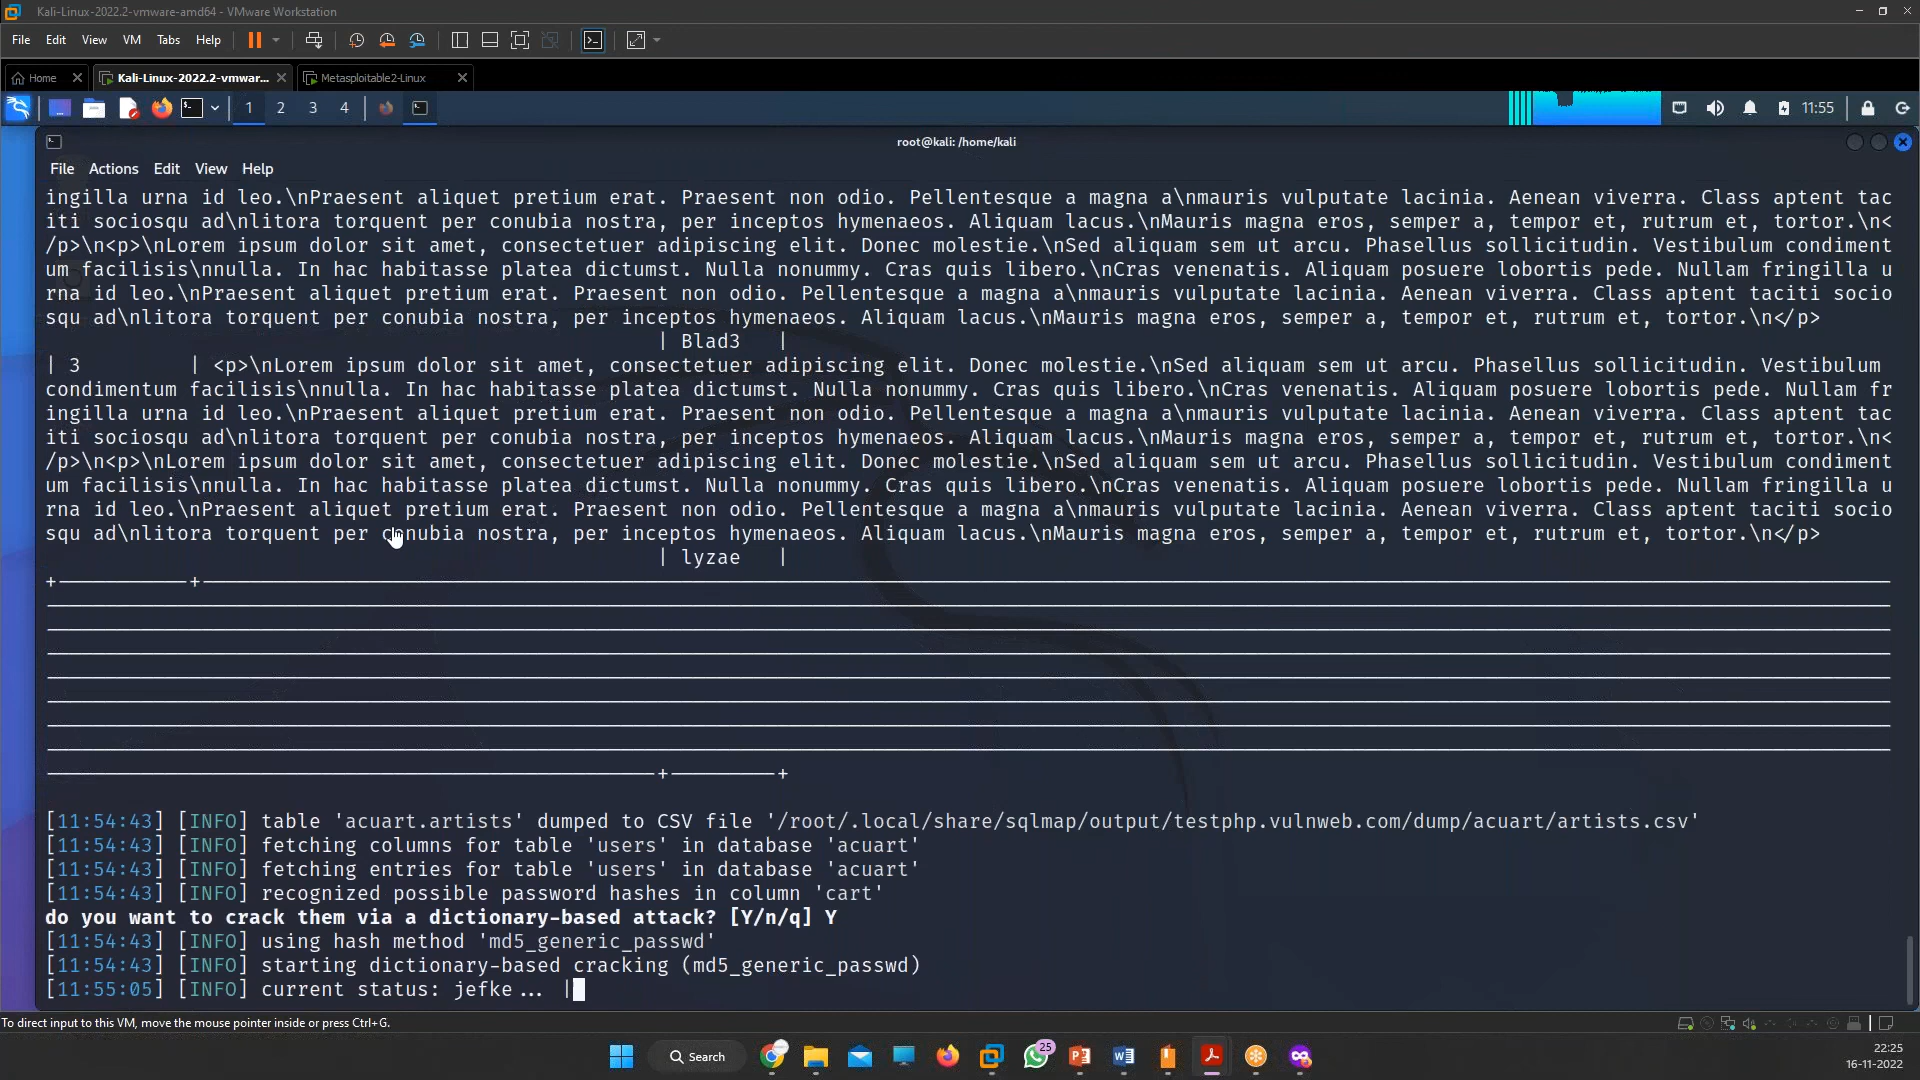 Kali-Linux-2022.2-vmware-amd64 - VMware Workstation
File Edit View VM Tabs Help
Home Kali-Linux-2022.2-vmwar... Metasploitable2-Linux
1 2 3 4 11:55
root@kali: /home/kali
File Actions Edit View Help
ingilla urna id leo.\nPraesent aliquet pretium erat. Praesent non odio. Pellentesque a magna a\nmauris vulputate lacinia. Aenean viverra. Class aptent tac
iti sociosqu ad\nlitora torquent per conubia nostra, per inceptos hymenaeos. Aliquam lacus.\nMauris magna eros, semper a, tempor et, rutrum et, tortor.\n<
/p>\n<p>\nLorem ipsum dolor sit amet, consectetuer adipiscing elit. Donec molestie.\nSed aliquam sem ut arcu. Phasellus sollicitudin. Vestibulum condiment
um facilisis\nnulla. In hac habitasse platea dictumst. Nulla nonummy. Cras quis libero.\nCras venenatis. Aliquam posuere lobortis pede. Nullam fringilla u
rna id leo.\nPraesent aliquet pretium erat. Praesent non odio. Pellentesque a magna a\nmauris vulputate lacinia. Aenean viverra. Class aptent taciti socio
squ ad\nlitora torquent per conubia nostra, per inceptos hymenaeos. Aliquam lacus.\nMauris magna eros, semper a, tempor et, rutrum et, tortor.\n</p>
| Blad3 |
| 3 | <p>\nLorem ipsum dolor sit amet, consectetuer adipiscing elit. Donec molestie.\nSed aliquam sem ut arcu. Phasellus sollicitudin. Vestibulum
condimentum facilisis\nnulla. In hac habitasse platea dictumst. Nulla nonummy. Cras quis libero.\nCras venenatis. Aliquam posuere lobortis pede. Nullam fr
ingilla urna id leo.\nPraesent aliquet pretium erat. Praesent non odio. Pellentesque a magna a\nmauris vulputate lacinia. Aenean viverra. Class aptent tac
iti sociosqu ad\nlitora torquent per conubia nostra, per inceptos hymenaeos. Aliquam lacus.\nMauris magna eros, semper a, tempor et, rutrum et, tortor.\n<
/p>\n<p>\nLorem ipsum dolor sit amet, consectetuer adipiscing elit. Donec molestie.\nSed aliquam sem ut arcu. Phasellus sollicitudin. Vestibulum condiment
um facilisis\nnulla. In hac habitasse platea dictumst. Nulla nonummy. Cras quis libero.\nCras venenatis. Aliquam posuere lobortis pede. Nullam fringilla u
rna id leo.\nPraesent aliquet pretium erat. Praesent non odio. Pellentesque a magna a\nmauris vulputate lacinia. Aenean viverra. Class aptent taciti socio
squ ad\nlitora torquent per conubia nostra, per inceptos hymenaeos. Aliquam lacus.\nMauris magna eros, semper a, tempor et, rutrum et, tortor.\n</p>
| lyzae |
[11:54:43] [INFO] table 'acuart.artists' dumped to CSV file '/root/.local/share/sqlmap/output/testphp.vulnweb.com/dump/acuart/artists.csv'
[11:54:43] [INFO] fetching columns for table 'users' in database 'acuart'
[11:54:43] [INFO] fetching entries for table 'users' in database 'acuart'
[11:54:43] [INFO] recognized possible password hashes in column 'cart'
do you want to crack them via a dictionary-based attack? [Y/n/q] Y
[11:54:43] [INFO] using hash method 'md5_generic_passwd'
[11:54:43] [INFO] starting dictionary-based cracking (md5_generic_passwd)
[11:55:05] [INFO] current status: jefke... |
To direct input to this VM, move the mouse pointer inside or press Ctrl+G.
Search 25 22:25
16-11-2022